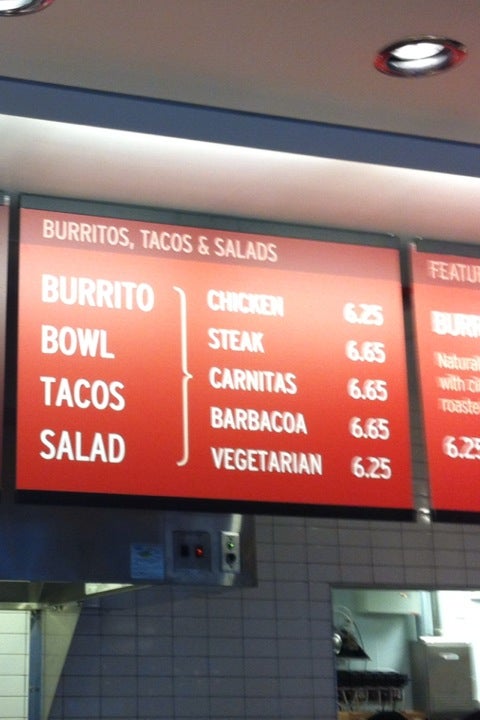 BURRITOS, TACOS & SALADS
BURRITO
BOWL
TACOS
SALAD
CHICKEN 6.25
STEAK 6.65
CARNITAS 6.65
BARBACOA 6.65
VEGETARIAN 6.25
FEATU
BURR
Natural
with ci
roaste
6.25